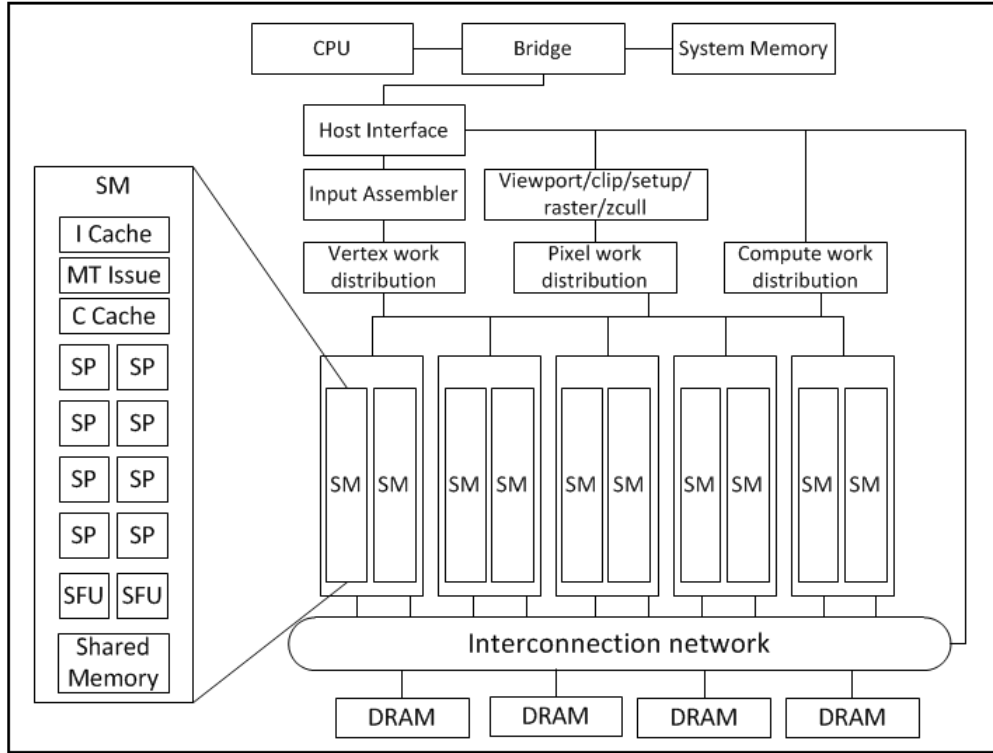 CPU
Bridge
System Memory
Host Interface
Input Assembler
Viewport/clip/setup/
raster/zcull
Vertex work
distribution
Pixel work
distribution
Compute work
distribution
SM
I Cache
MT Issue
C Cache
SP SP
SP SP
SP SP
SP SP
SFU SFU
Shared
Memory
SM SM SM SM SM SM SM SM SM SM
Interconnection network
DRAM DRAM DRAM DRAM